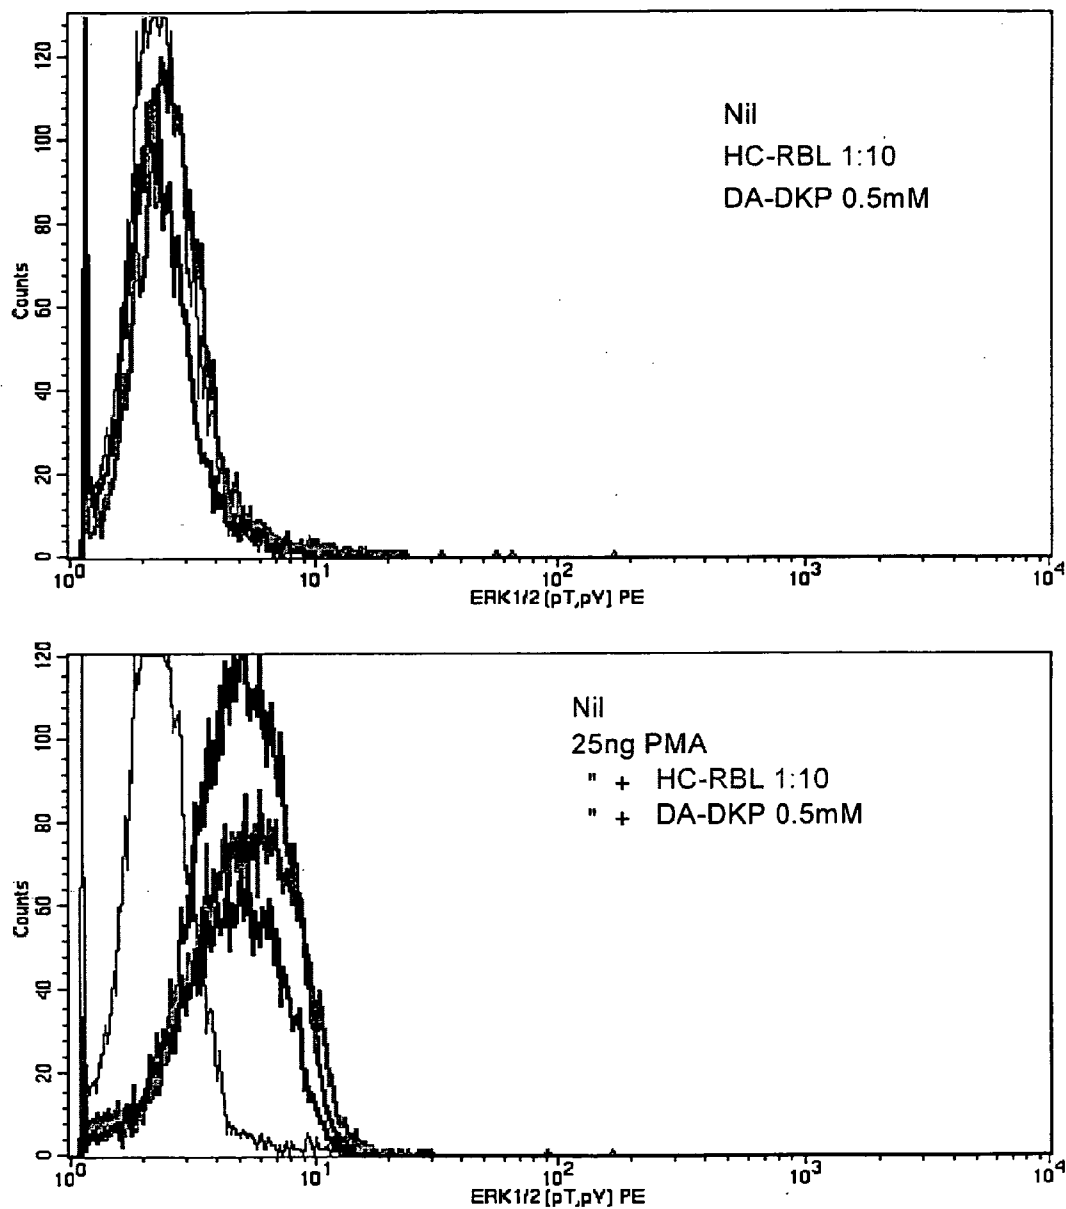 120
100
80
60
40
20
0
Counts
Nil
HC-RBL 1:10
DA-DKP 0.5mM
10^0 10^1 10^2 10^3 10^4
ERK1/2 [pT,pY] PE
120
100
80
60
40
20
0
Counts
Nil
25ng PMA
" + HC-RBL 1:10
" + DA-DKP 0.5mM
10^0 10^1 10^2 10^3 10^4
ERK1/2 [pT,pY] PE